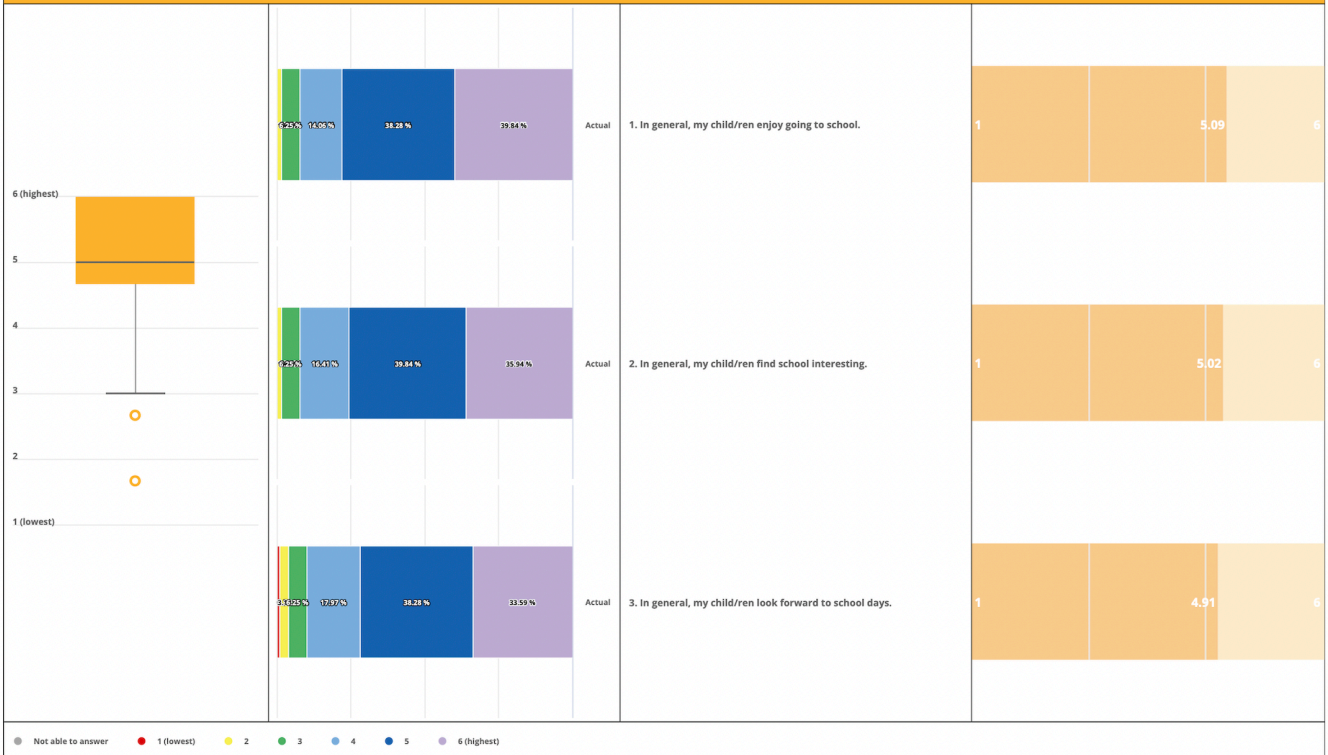 6 (highest)
5
4
3
2
1 (lowest)
6.25 % 14.06 % 38.28 % 39.84 % Actual
1. In general, my child/ren enjoy going to school.
1 5.09 6
6.25 % 16.41 % 39.84 % 35.94 % Actual
2. In general, my child/ren find school interesting.
1 5.02 6
6.25 % 17.97 % 38.28 % 33.59 % Actual
3. In general, my child/ren look forward to school days.
1 4.91 6
Not able to answer 1 (lowest) 2 3 4 5 6 (highest)